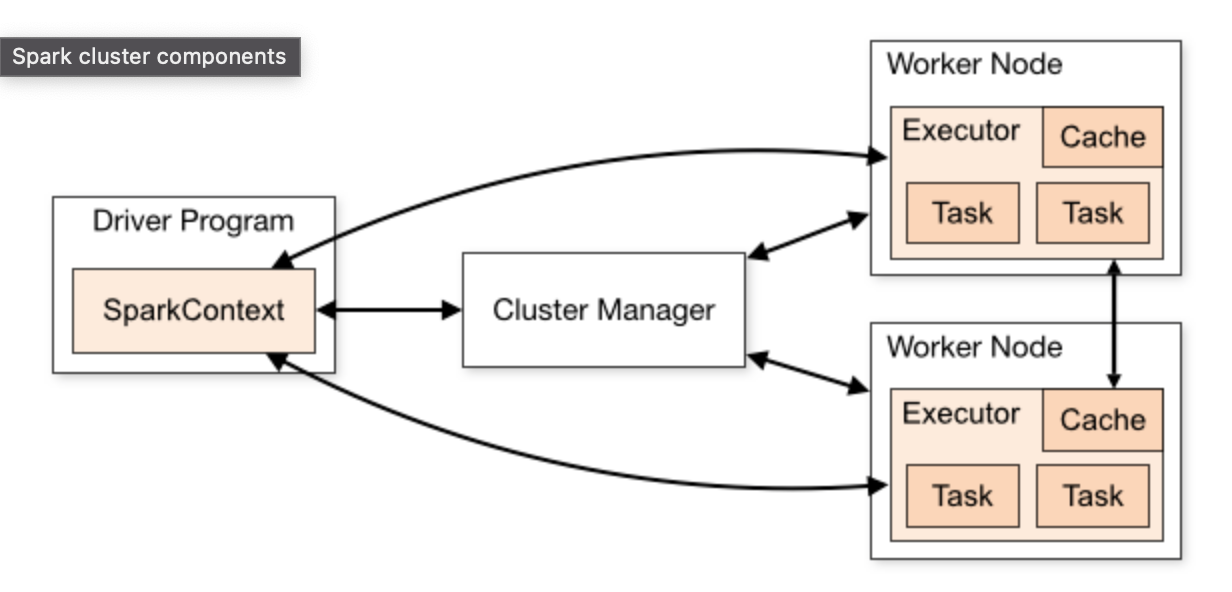 Spark cluster components
Driver Program
SparkContext
Cluster Manager
Worker Node
Executor
Cache
Task
Task
Worker Node
Executor
Cache
Task
Task